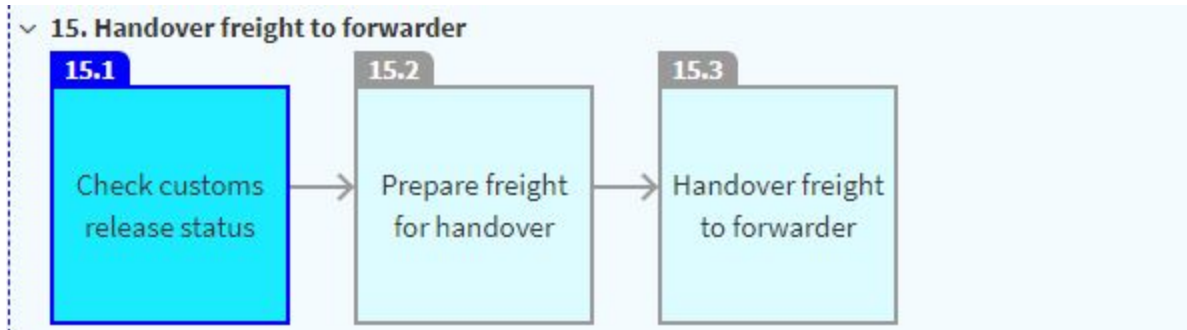 15. Handover freight to forwarder
15.1
Check customs
release status
15.2
Prepare freight
for handover
15.3
Handover freight
to forwarder